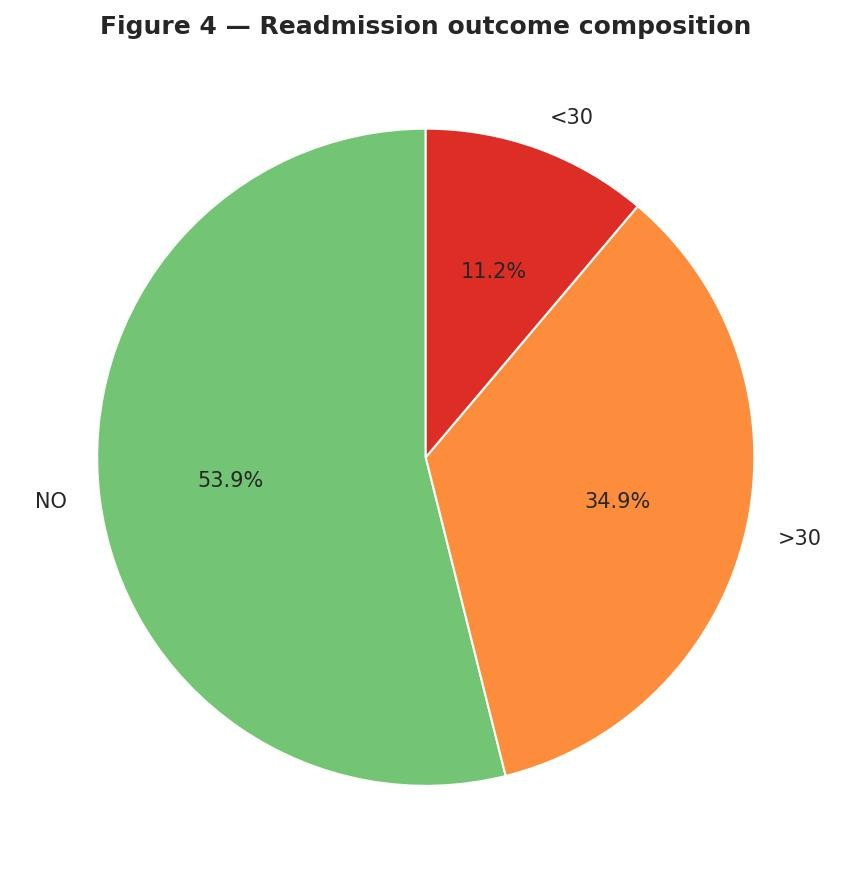 Figure 4 — Readmission outcome composition
<30
11.2%
53.9%
NO
34.9%
>30